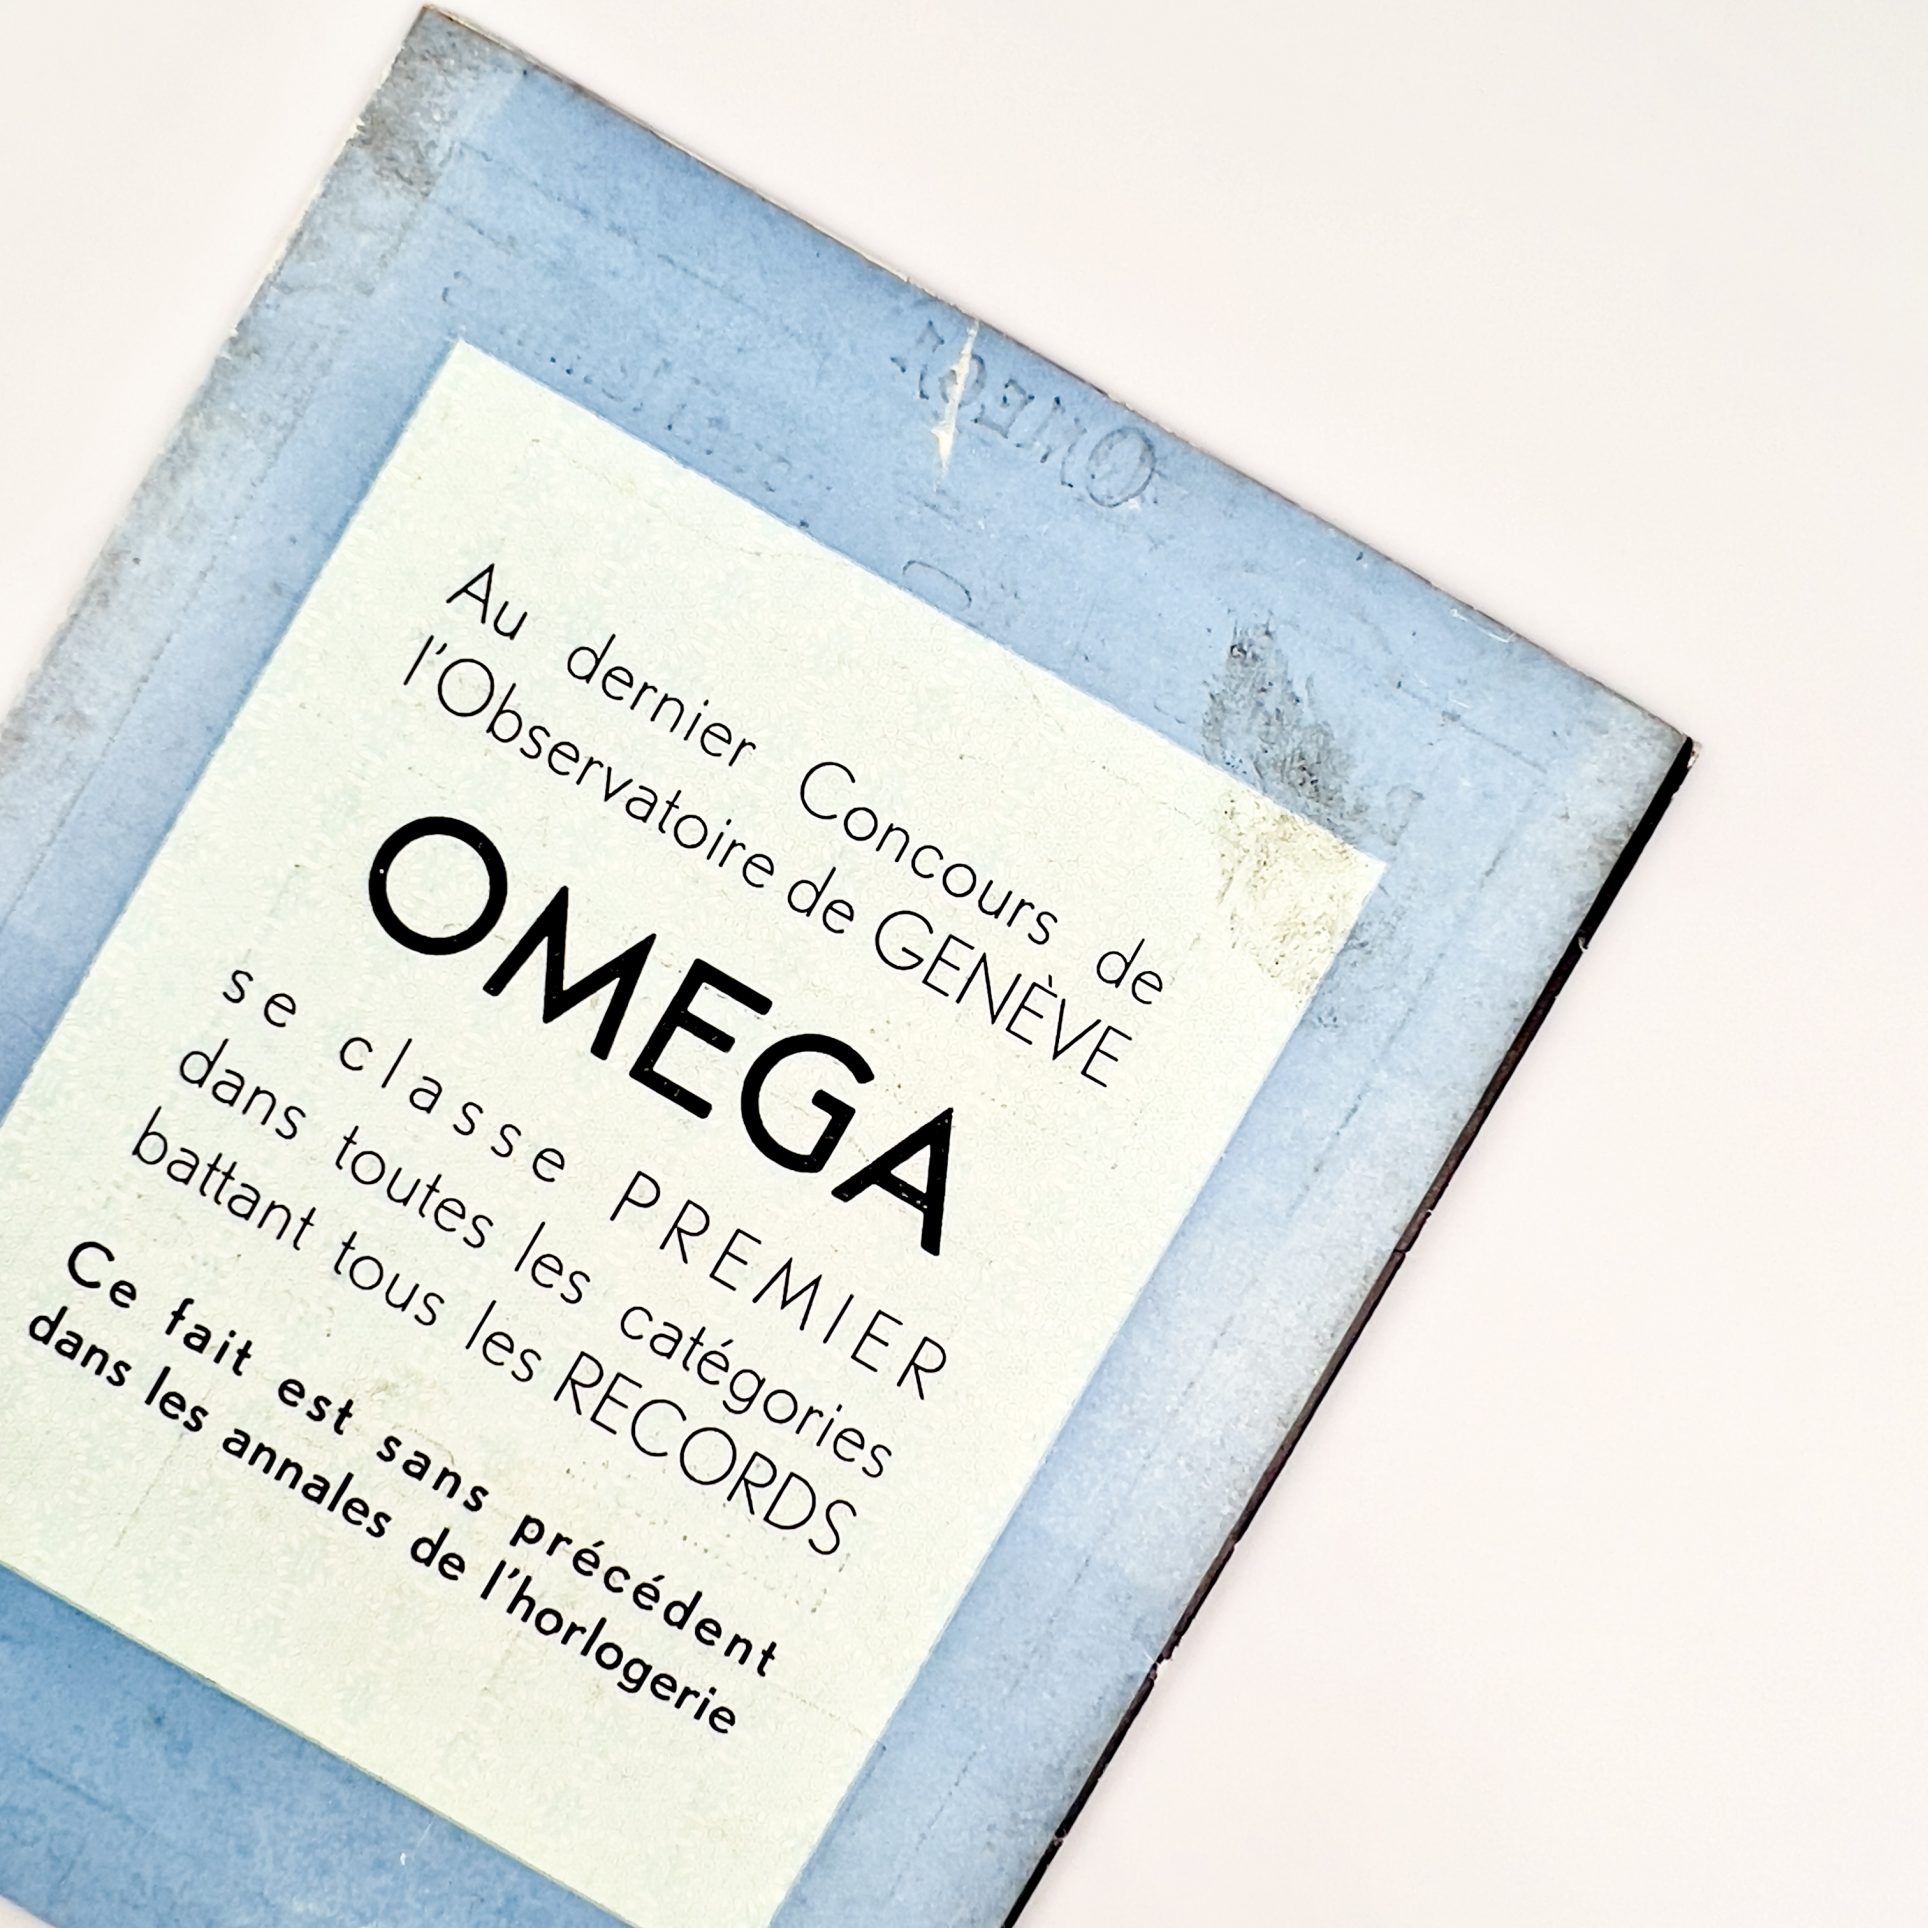 Au dernier Concours de
l'Observatoire de GENÈVE
OMEGA
se classe PREMIER
dans toutes les catégories
battant tous les RECORDS
Ce fait est sans précédent
dans les annales de l'horlogerie